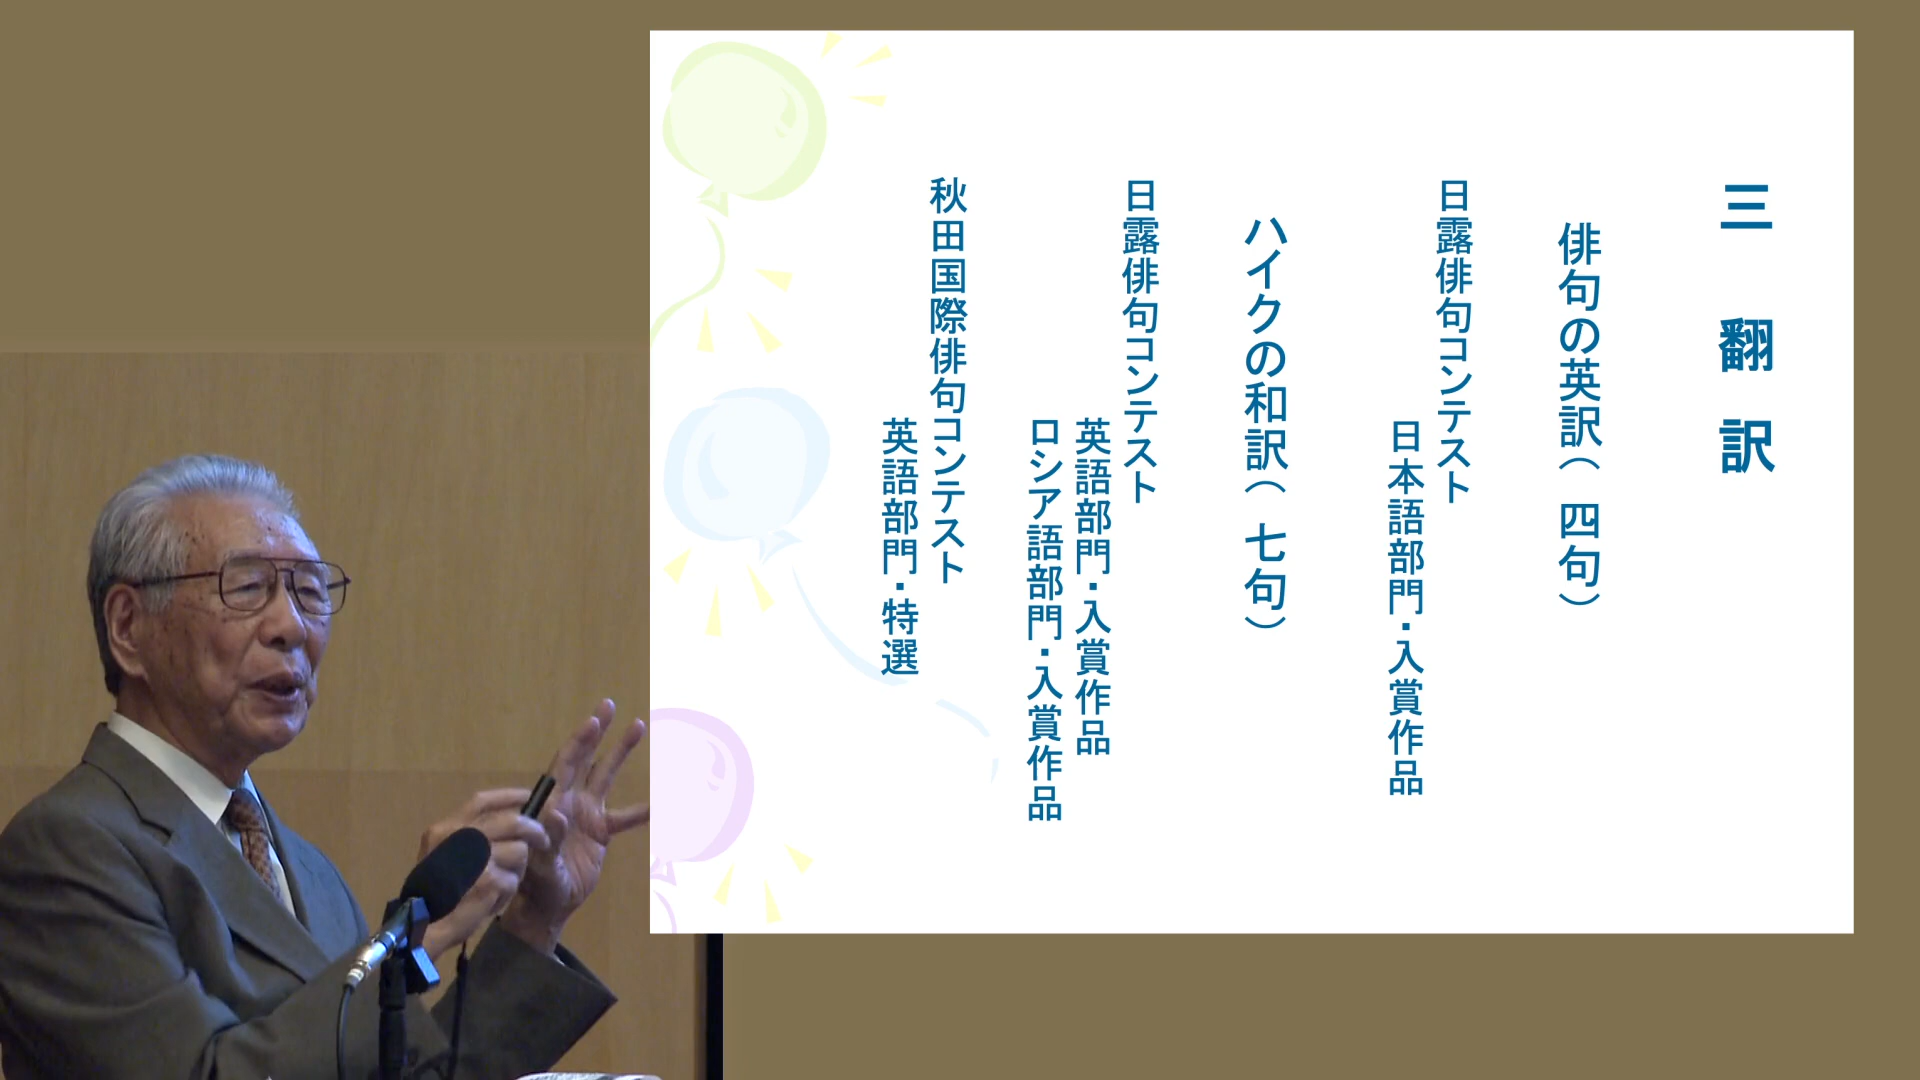 三 翻 訳
俳句の英訳(四句)
日露俳句コンテスト
日本語部門・入賞作品
ハイクの和訳(七句)
日露俳句コンテスト
英語部門・入賞作品
ロシア語部門・入賞作品
秋田国際俳句コンテスト
英語部門・特選